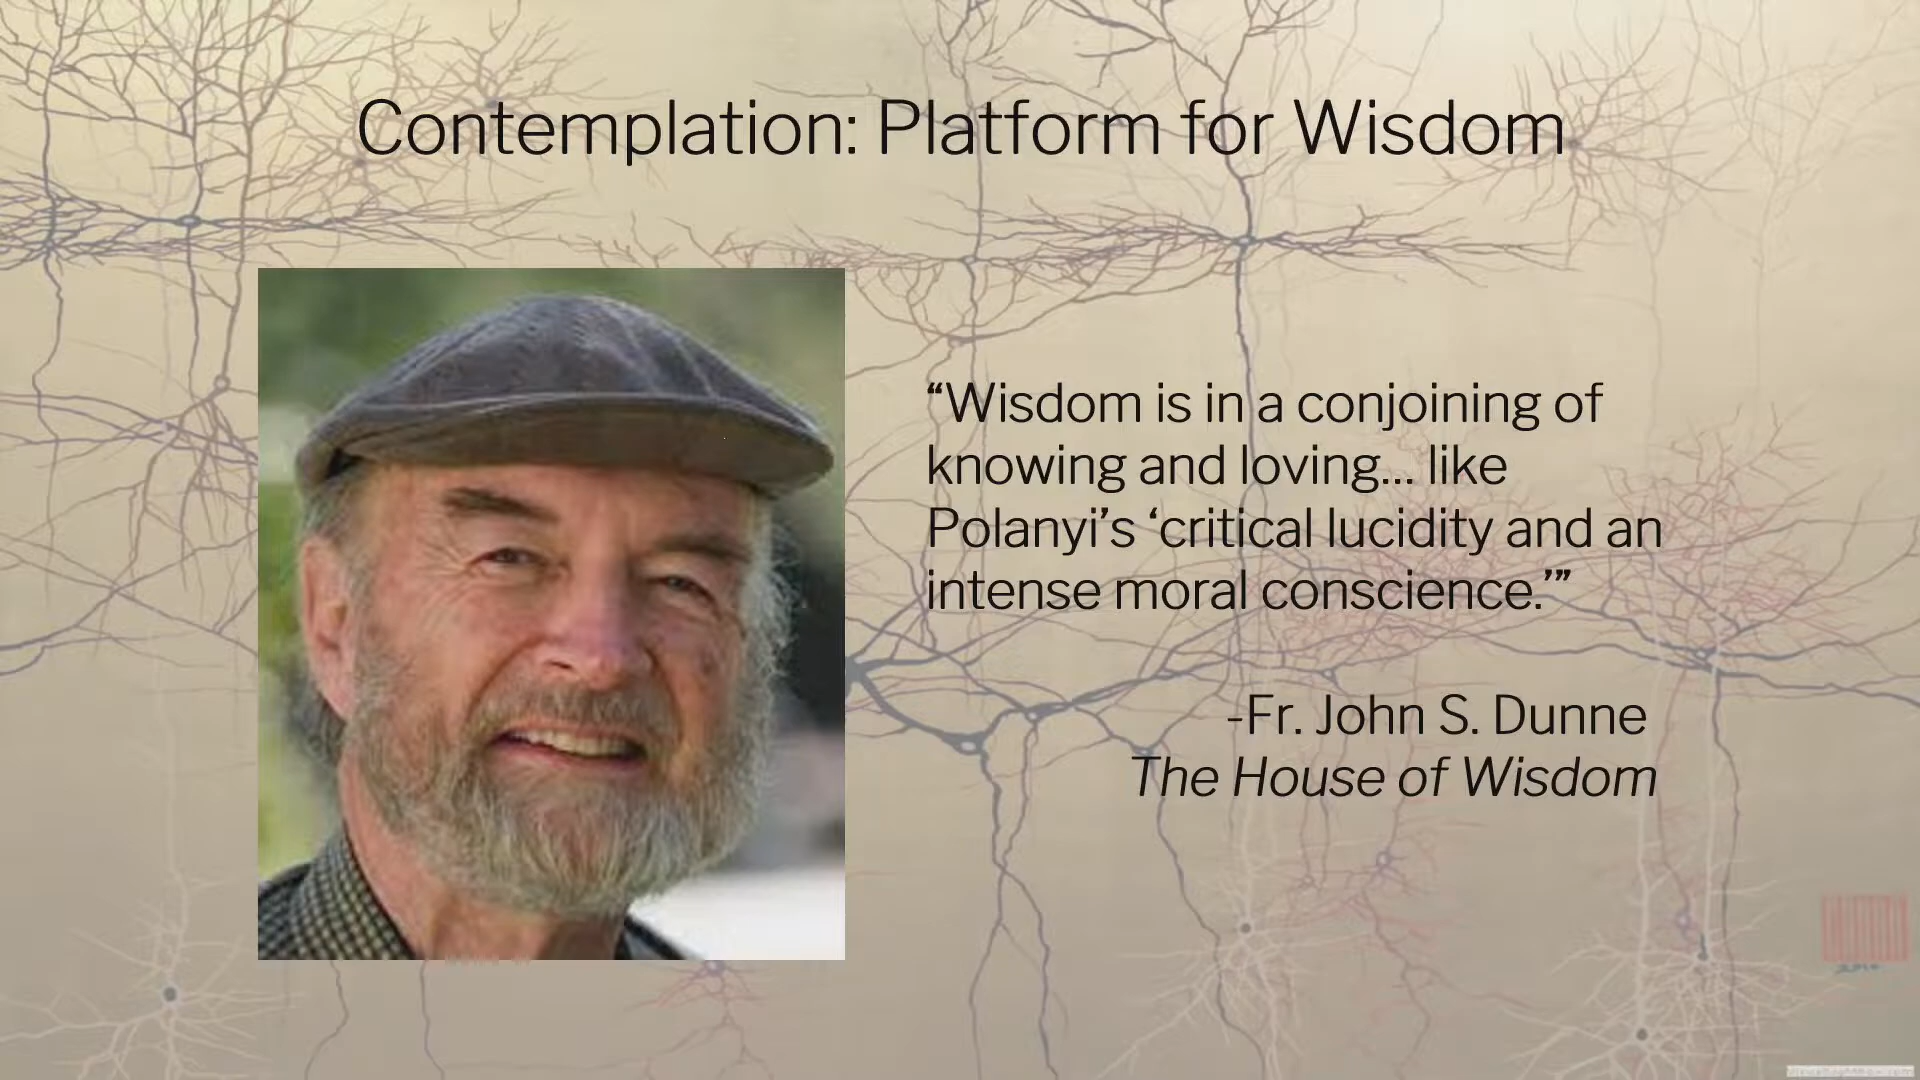 Contemplation: Platform for Wisdom
“Wisdom is in a conjoining of
knowing and loving... like
Polanyi’s ‘critical lucidity and an
intense moral conscience.’”
-Fr. John S. Dunne
The House of Wisdom